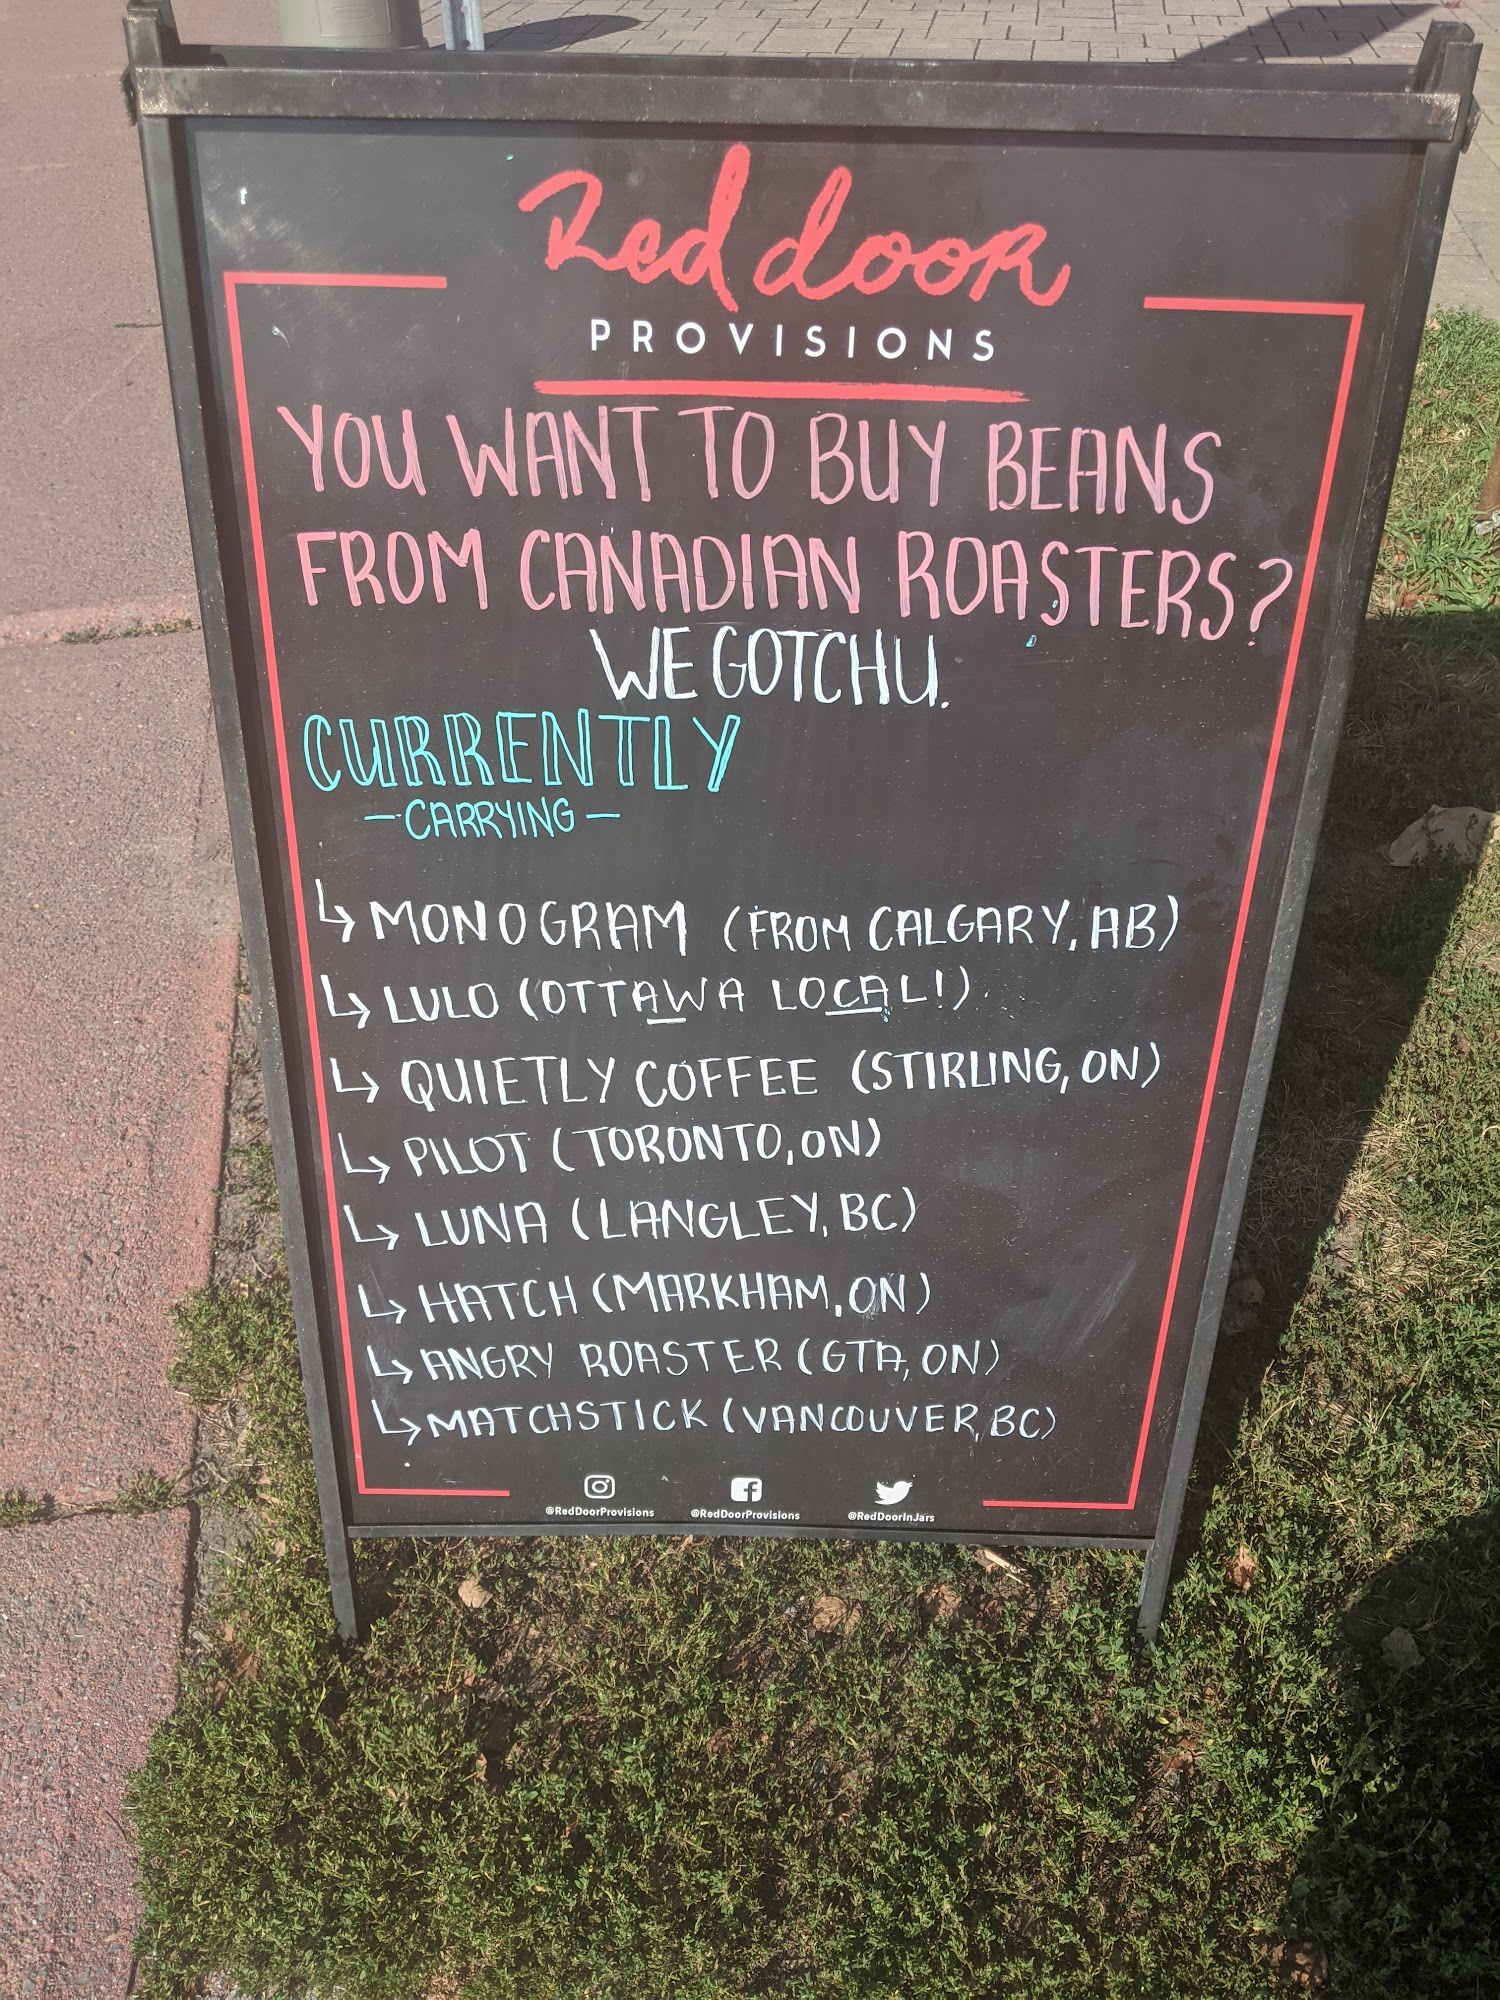 Red door
PROVISIONS
YOU WANT TO BUY BEANS
FROM CANADIAN ROASTERS?
WE GOTCHU.
CURRENTLY
- CARRYING -
↳ MONOGRAM (FROM CALGARY, AB)
↳ LULO (OTTAWA LOCAL!)
↳ QUIETLY COFFEE (STIRLING, ON)
↳ PILOT (TORONTO, ON)
↳ LUNA (LANGLEY, BC)
↳ HATCH (MARKHAM, ON)
↳ ANGRY ROASTER (GTA, ON)
↳ MATCHSTICK (VANCOUVER, BC)
@RedDoorProvisions @RedDoorProvisions @RedDoorInJars